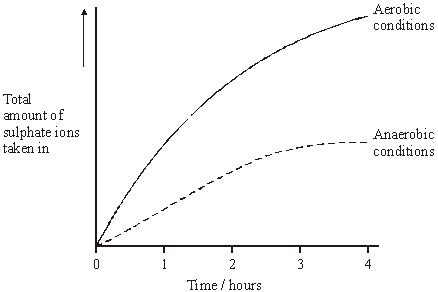 Aerobic
conditions
Total
amount of
sulphate ions
taken in
Anaerobic
conditions
0 1 2 3 4
Time / hours